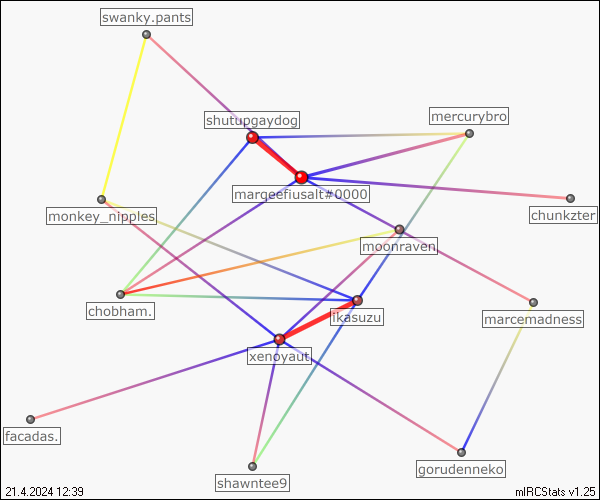 swanky.pants
shutupgaydog
mercurybro
marqeefiusalt#0000
monkey_nipples
chunkzter
moonraven
chobham.
ikasuzu
marcemadness
xenoyaut
facadas.
gorudenneko
shawntee9
21.4.2024 12:39
mIRCStats v1.25